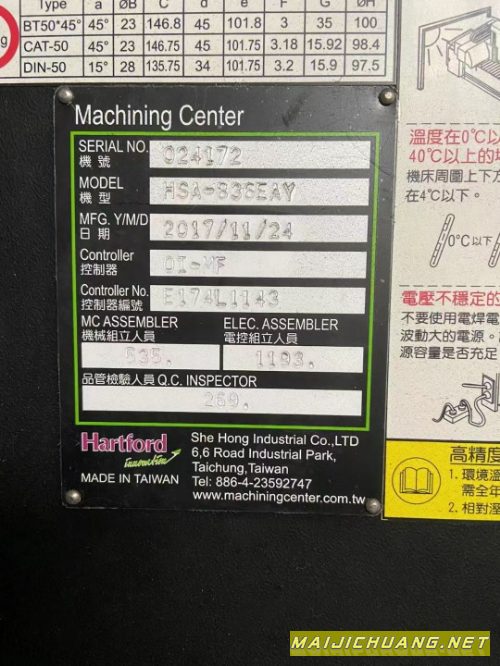 Type a ØB C d e F G ØH
BT50*45° 45° 23 146.8 45 101.8 3 35 100
CAT-50 45° 23 146.75 45 101.75 3.18 15.92 98.4
DIN-50 15° 28 135.75 34 101.75 3.2 15.9 97.5
Machining Center
SERIAL NO. 機號 024172
MODEL 機型 HSA-836EAY
MFG. Y/M/D 日期 2017/11/24
Controller 控制器 OI-MF
Controller No. 控制器編號 E174L1143
MC ASSEMBLER 機械組立人員 535.
ELEC. ASSEMBLER 電控組立人員 1193.
品管檢驗人員 Q.C. INSPECTOR
269.
Hartford innovation
MADE IN TAIWAN
She Hong Industrial Co.,LTD
6,6 Road Industrial Park,
Taichung,Taiwan
Tel: 886-4-23592747
www.machiningcenter.com.tw
溫度在0°C以
40°C以上的
機床周圍上下方
在4°C以下。
0°C以下
電壓不穩定的
不要使用電焊電
波動大的電源。
源容量是否充足
高精度
1. 環境溫
需全年
2. 相對溼
MAIJICHUANG.NET